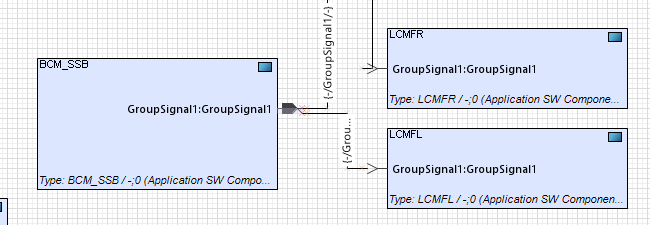 BCM_SSB
GroupSignal1:GroupSignal1
Type: BCM_SSB / -;0 (Application SW Compo...
{-/GroupSignal1/-}
{-/Grou...
LCMFR
GroupSignal1:GroupSignal1
Type: LCMFR / -;0 (Application SW Compone...
LCMFL
GroupSignal1:GroupSignal1
Type: LCMFL / -;0 (Application SW Componen...